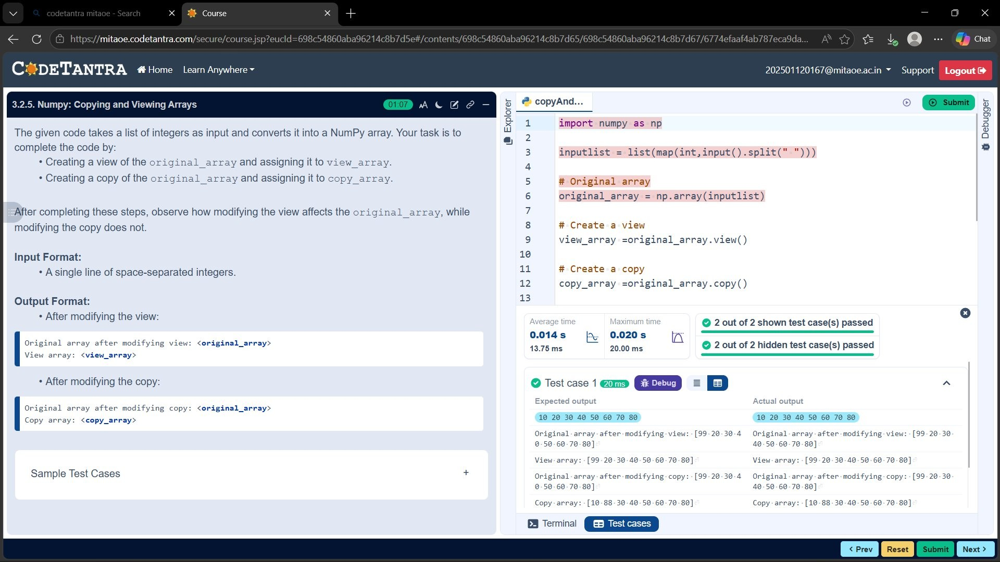 codetantra mitaoe - Search
Course
https://mitaoe.codetantra.com/secure/course.jsp?eucId=698c54860aba96214c8b7d5e#/contents/698c54860aba96214c8b7d65/698c54860aba96214c8b7d67/6774efaaf4ab787eca9da...
Chat
CODETANTRA
Home
Learn Anywhere
202501120167@mitaoe.ac.in
Support
Logout
3.2.5. Numpy: Copying and Viewing Arrays
01:07
The given code takes a list of integers as input and converts it into a NumPy array. Your task is to
complete the code by:
• Creating a view of the original_array and assigning it to view_array.
• Creating a copy of the original_array and assigning it to copy_array.
After completing these steps, observe how modifying the view affects the original_array, while
modifying the copy does not.
Input Format:
• A single line of space-separated integers.
Output Format:
• After modifying the view:
Original array after modifying view: <original_array>
View array: <view_array>
• After modifying the copy:
Original array after modifying copy: <original_array>
Copy array: <copy_array>
Sample Test Cases
+
Explorer
copyAnd...
Submit
Debugger
1 import numpy as np
2
3 inputlist = list(map(int,input().split(" ")))
4
5 # Original array
6 original_array = np.array(inputlist)
7
8 # Create a view
9 view_array =original_array.view()
10
11 # Create a copy
12 copy_array =original_array.copy()
13
Average time
0.014 s
13.75 ms
Maximum time
0.020 s
20.00 ms
2 out of 2 shown test case(s) passed
2 out of 2 hidden test case(s) passed
Test case 1
20 ms
Debug
Expected output
10 20 30 40 50 60 70 80
Original·array·after·modifying·view:·[99·20·30·4
0·50·60·70·80]
View·array:·[99·20·30·40·50·60·70·80]
Original·array·after·modifying·copy:·[99·20·30·4
0·50·60·70·80]
Copy·array:·[10·88·30·40·50·60·70·80]
Actual output
10 20 30 40 50 60 70 80
Original·array·after·modifying·view:·[99·20·30·
40·50·60·70·80]
View·array:·[99·20·30·40·50·60·70·80]
Original·array·after·modifying·copy:·[99·20·30·
40·50·60·70·80]
Copy·array:·[10·88·30·40·50·60·70·80]
Terminal
Test cases
< Prev
Reset
Submit
Next >